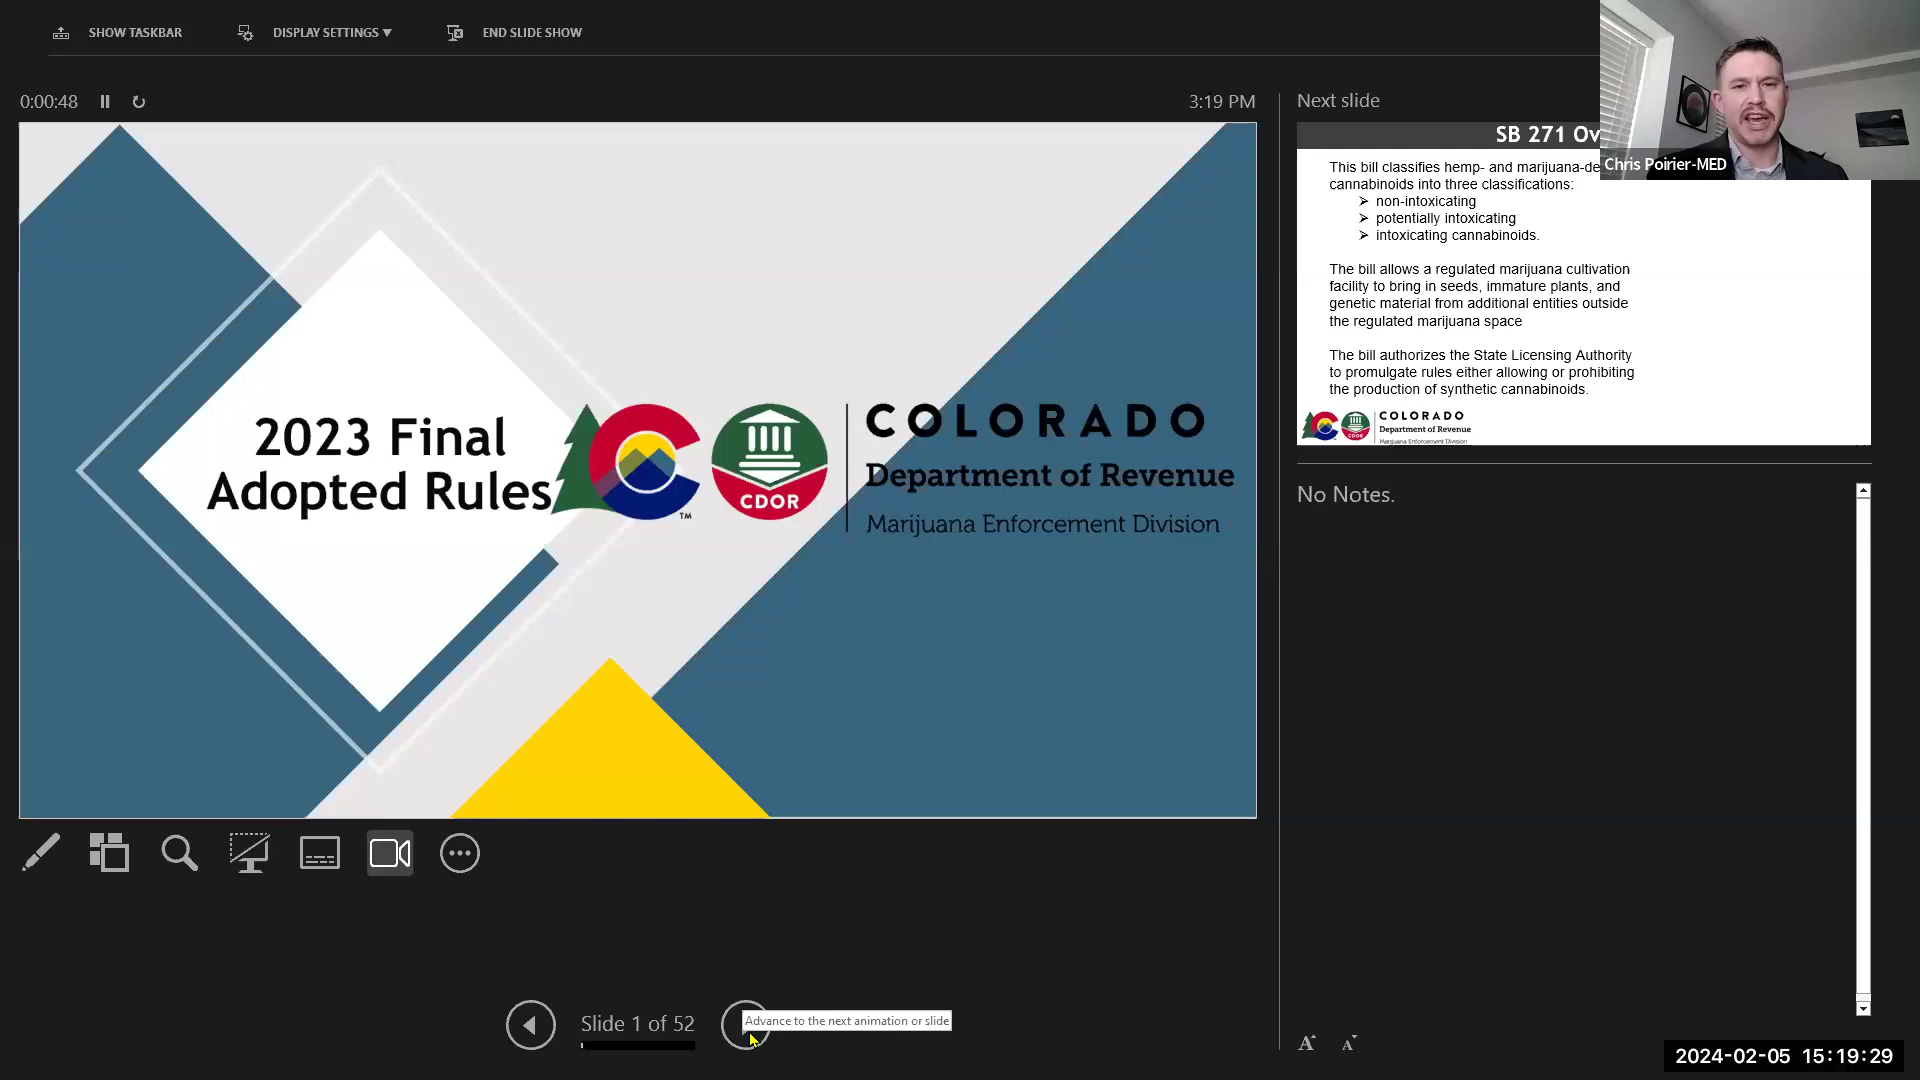 SHOW TASKBAR
DISPLAY SETTINGS ▼
END SLIDE SHOW
0:00:48
3:19 PM
2023 Final
Adopted Rules
TM
CDOR
COLORADO
Department of Revenue
Marijuana Enforcement Division
Slide 1 of 52
Advance to the next animation or slide
Next slide
SB 271 Ov
This bill classifies hemp- and marijuana-de
cannabinoids into three classifications:
➢ non-intoxicating
➢ potentially intoxicating
➢ intoxicating cannabinoids.
The bill allows a regulated marijuana cultivation
facility to bring in seeds, immature plants, and
genetic material from additional entities outside
the regulated marijuana space
The bill authorizes the State Licensing Authority
to promulgate rules either allowing or prohibiting
the production of synthetic cannabinoids.
CDOR
COLORADO
Department of Revenue
Marijuana Enforcement Division
Chris Poirier-MED
No Notes.
A A
2024-02-05 15:19:29